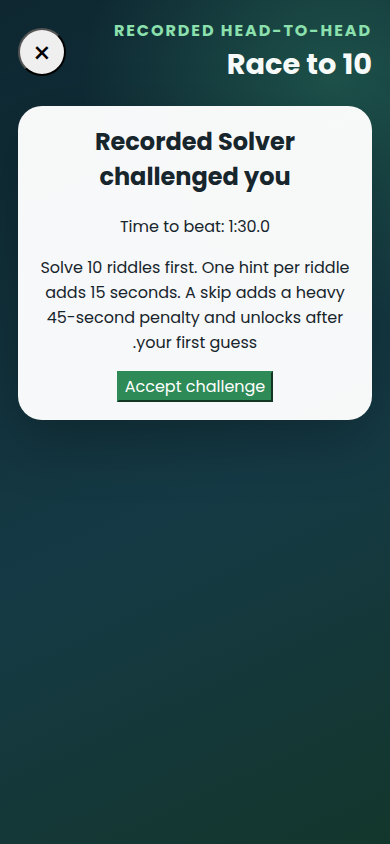 RECORDED HEAD-TO-HEAD
Race to 10
×
Recorded Solver
challenged you
Time to beat: 1:30.0
Solve 10 riddles first. One hint per riddle
adds 15 seconds. A skip adds a heavy
45-second penalty and unlocks after
.your first guess
Accept challenge